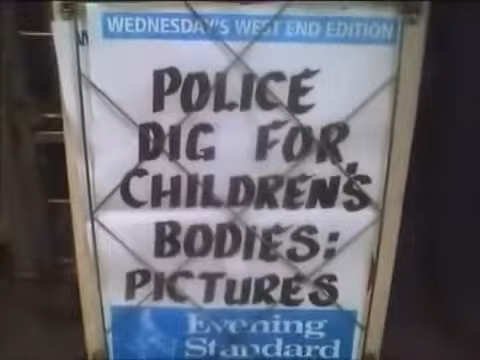 WEDNESDAY'S WEST END EDITION
POLICE
DIG FOR
CHILDREN'S
BODIES:
PICTURES
Evening
Standard